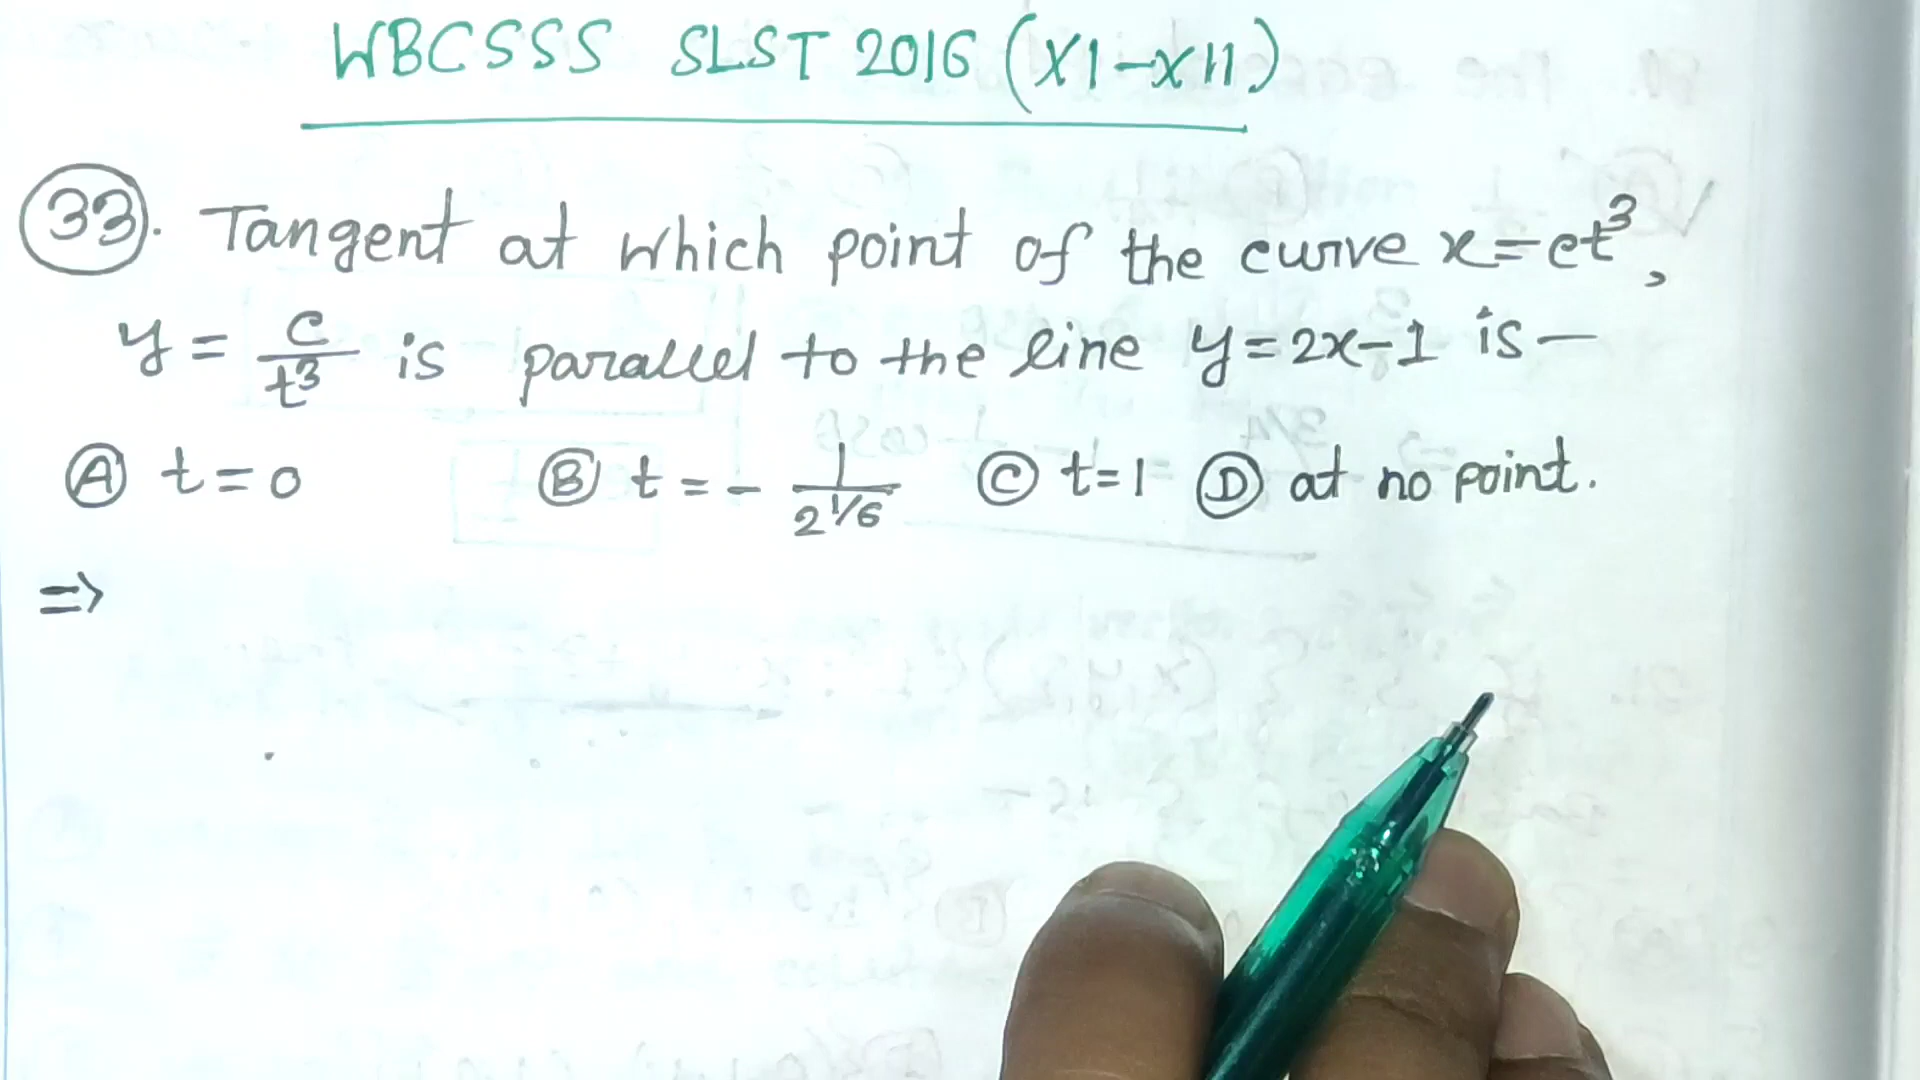 WBCSSS SLST 2016 (XI-XII)
33. Tangent at which point of the curve x=ct³,
y = c/t³ is parallel to the line y=2x-1 is—
(A) t=0 (B) t = - 1/2^1/6 (C) t=1 (D) at no point.
=>